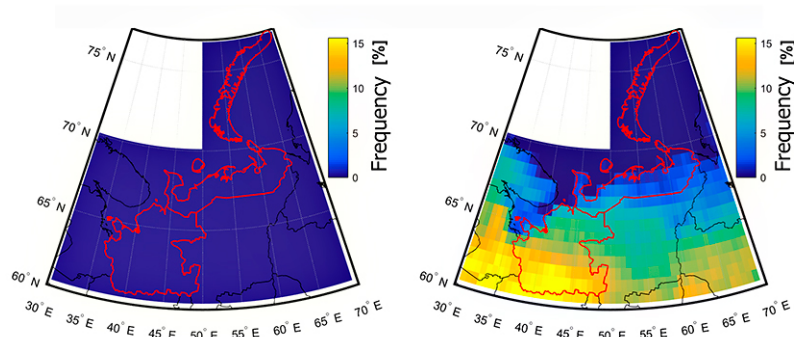 75° N
70° N
65° N
60° N
30° E
35° E
40° E
45° E
50° E
55° E
60° E
65° E
70° E
15
10
5
0
Frequency [%]
75° N
70° N
65° N
60° N
30° E
35° E
40° E
45° E
50° E
55° E
60° E
65° E
70° E
15
10
5
0
Frequency [%]